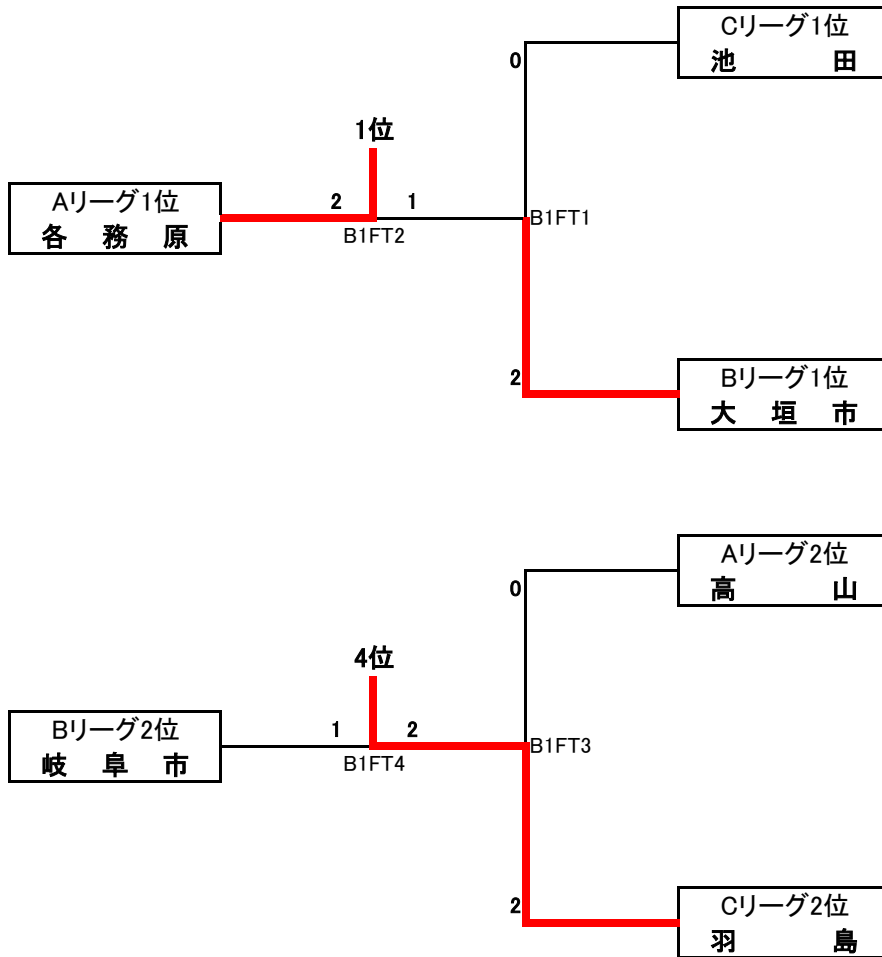 Cリーグ1位
池 田
0
1位
Aリーグ1位
各 務 原
2
1
B1FT2
B1FT1
2
Bリーグ1位
大 垣 市
Aリーグ2位
高 山
0
4位
Bリーグ2位
岐 阜 市
1
2
B1FT4
B1FT3
2
Cリーグ2位
羽 島